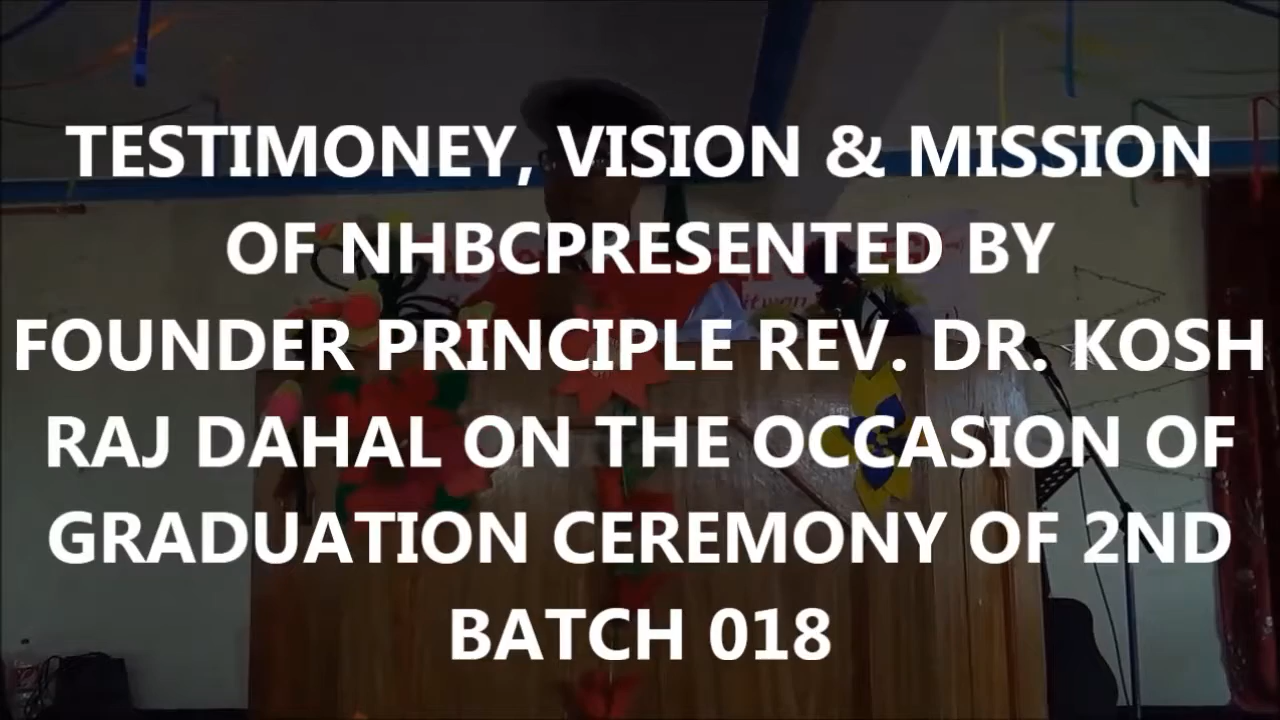 TESTIMONEY, VISION & MISSION
OF NHBCPRESENTED BY
FOUNDER PRINCIPLE REV. DR. KOSH
RAJ DAHAL ON THE OCCASION OF
GRADUATION CEREMONY OF 2ND
BATCH 018